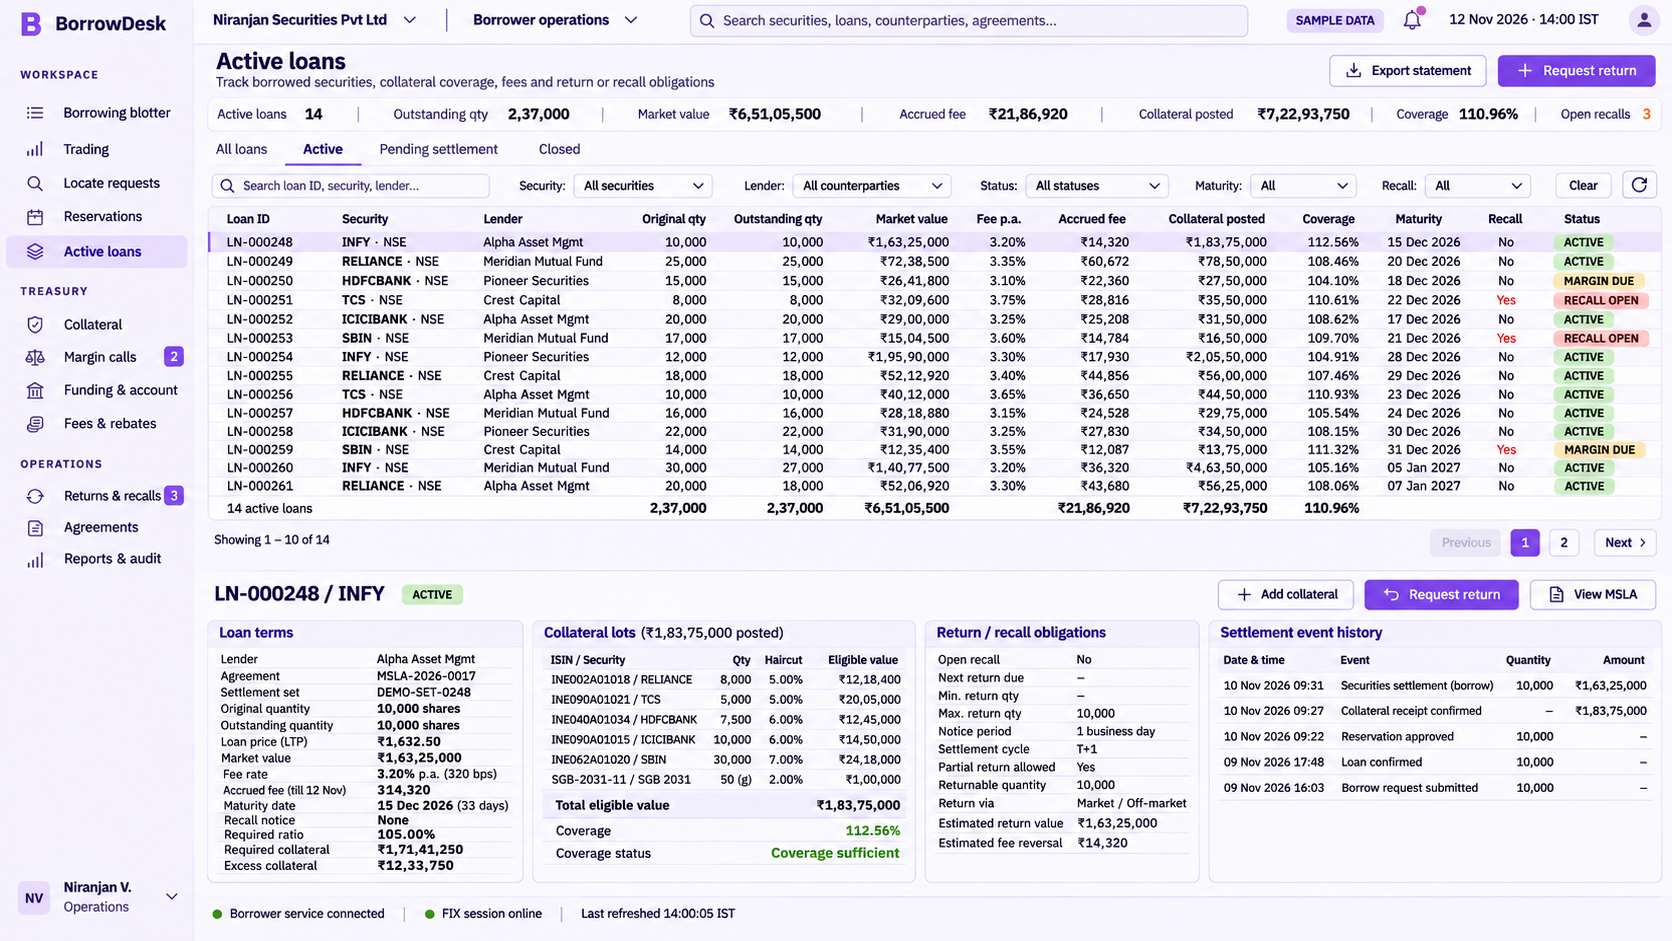 BorrowDesk
Niranjan Securities Pvt Ltd
Borrower operations
Search securities, loans, counterparties, agreements...
SAMPLE DATA
12 Nov 2026 · 14:00 IST
WORKSPACE
Borrowing blotter
Trading
Locate requests
Reservations
Active loans
TREASURY
Collateral
Margin calls 2
Funding & account
Fees & rebates
OPERATIONS
Returns & recalls 3
Agreements
Reports & audit
NV
Niranjan V.
Operations
Active loans
Track borrowed securities, collateral coverage, fees and return or recall obligations
Export statement
Request return
Active loans 14 | Outstanding qty 2,37,000 | Market value ₹6,51,05,500 | Accrued fee ₹21,86,920 | Collateral posted ₹7,22,93,750 | Coverage 110.96% | Open recalls 3
All loans Active Pending settlement Closed
Search loan ID, security, lender... Security: All securities Lender: All counterparties Status: All statuses Maturity: All Recall: All Clear
Loan ID Security Lender Original qty Outstanding qty Market value Fee p.a. Accrued fee Collateral posted Coverage Maturity Recall Status
LN-000248 INFY · NSE Alpha Asset Mgmt 10,000 10,000 ₹1,63,25,000 3.20% ₹14,320 ₹1,83,75,000 112.56% 15 Dec 2026 No ACTIVE
LN-000249 RELIANCE · NSE Meridian Mutual Fund 25,000 25,000 ₹72,38,500 3.35% ₹60,672 ₹78,50,000 108.46% 20 Dec 2026 No ACTIVE
LN-000250 HDFCBANK · NSE Pioneer Securities 15,000 15,000 ₹26,41,800 3.10% ₹22,360 ₹27,50,000 104.10% 18 Dec 2026 No MARGIN DUE
LN-000251 TCS · NSE Crest Capital 8,000 8,000 ₹32,09,600 3.75% ₹28,816 ₹35,50,000 110.61% 22 Dec 2026 Yes RECALL OPEN
LN-000252 ICICIBANK · NSE Alpha Asset Mgmt 20,000 20,000 ₹29,00,000 3.25% ₹25,208 ₹31,50,000 108.62% 17 Dec 2026 No ACTIVE
LN-000253 SBIN · NSE Meridian Mutual Fund 17,000 17,000 ₹15,04,500 3.60% ₹14,784 ₹16,50,000 109.70% 21 Dec 2026 Yes RECALL OPEN
LN-000254 INFY · NSE Pioneer Securities 12,000 12,000 ₹1,95,90,000 3.30% ₹17,930 ₹2,05,50,000 104.91% 28 Dec 2026 No ACTIVE
LN-000255 RELIANCE · NSE Crest Capital 18,000 18,000 ₹52,12,920 3.40% ₹44,856 ₹56,00,000 107.46% 29 Dec 2026 No ACTIVE
LN-000256 TCS · NSE Alpha Asset Mgmt 10,000 10,000 ₹40,12,000 3.65% ₹36,650 ₹44,50,000 110.93% 23 Dec 2026 No ACTIVE
LN-000257 HDFCBANK · NSE Meridian Mutual Fund 16,000 16,000 ₹28,18,880 3.15% ₹24,528 ₹29,75,000 105.54% 24 Dec 2026 No ACTIVE
LN-000258 ICICIBANK · NSE Pioneer Securities 22,000 22,000 ₹31,90,000 3.25% ₹27,830 ₹34,50,000 108.15% 30 Dec 2026 No ACTIVE
LN-000259 SBIN · NSE Crest Capital 14,000 14,000 ₹12,35,400 3.55% ₹12,087 ₹13,75,000 111.32% 31 Dec 2026 Yes MARGIN DUE
LN-000260 INFY · NSE Meridian Mutual Fund 30,000 27,000 ₹1,40,77,500 3.20% ₹36,320 ₹4,63,50,000 105.16% 05 Jan 2027 No ACTIVE
LN-000261 RELIANCE · NSE Alpha Asset Mgmt 20,000 18,000 ₹52,06,920 3.30% ₹43,680 ₹56,25,000 108.06% 07 Jan 2027 No ACTIVE
14 active loans 2,37,000 2,37,000 ₹6,51,05,500 ₹21,86,920 ₹7,22,93,750 110.96%
Showing 1 – 10 of 14
Previous 1 2 Next
LN-000248 / INFY ACTIVE
Add collateral
Request return
View MSLA
Loan terms
Lender Alpha Asset Mgmt
Agreement MSLA-2026-0017
Settlement set DEMO-SET-0248
Original quantity 10,000 shares
Outstanding quantity 10,000 shares
Loan price (LTP) ₹1,632.50
Market value ₹1,63,25,000
Fee rate 3.20% p.a. (320 bps)
Accrued fee (till 12 Nov) 314,320
Maturity date 15 Dec 2026 (33 days)
Recall notice None
Required ratio 105.00%
Required collateral ₹1,71,41,250
Excess collateral ₹12,33,750
Collateral lots (₹1,83,75,000 posted)
ISIN / Security Qty Haircut Eligible value
INE002A01018 / RELIANCE 8,000 5.00% ₹12,18,400
INE090A01021 / TCS 5,000 5.00% ₹20,05,000
INE040A01034 / HDFCBANK 7,500 6.00% ₹12,45,000
INE090A01015 / ICICIBANK 10,000 6.00% ₹14,50,000
INE062A01020 / SBIN 30,000 7.00% ₹24,18,000
SGB-2031-11 / SGB 2031 50 (g) 2.00% ₹1,00,000
Total eligible value ₹1,83,75,000
Coverage 112.56%
Coverage status Coverage sufficient
Return / recall obligations
Open recall No
Next return due –
Min. return qty –
Max. return qty 10,000
Notice period 1 business day
Settlement cycle T+1
Partial return allowed Yes
Returnable quantity 10,000
Return via Market / Off-market
Estimated return value ₹1,63,25,000
Estimated fee reversal ₹14,320
Settlement event history
Date & time Event Quantity Amount
10 Nov 2026 09:31 Securities settlement (borrow) 10,000 ₹1,63,25,000
10 Nov 2026 09:27 Collateral receipt confirmed – ₹1,83,75,000
10 Nov 2026 09:22 Reservation approved 10,000 –
09 Nov 2026 17:48 Loan confirmed 10,000 –
09 Nov 2026 16:03 Borrow request submitted 10,000 –
Borrower service connected | FIX session online | Last refreshed 14:00:05 IST